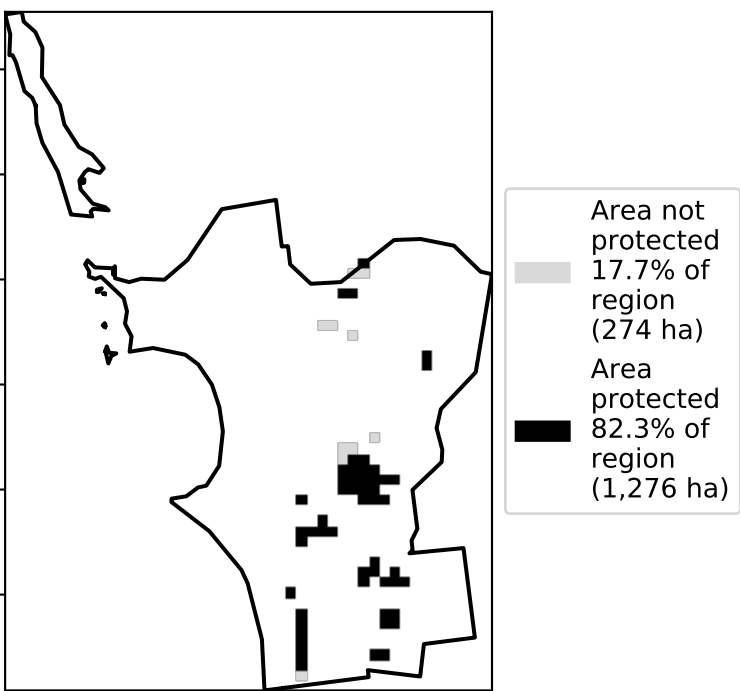 Area not
protected
17.7% of
region
(274 ha)
Area
protected
82.3% of
region
(1,276 ha)